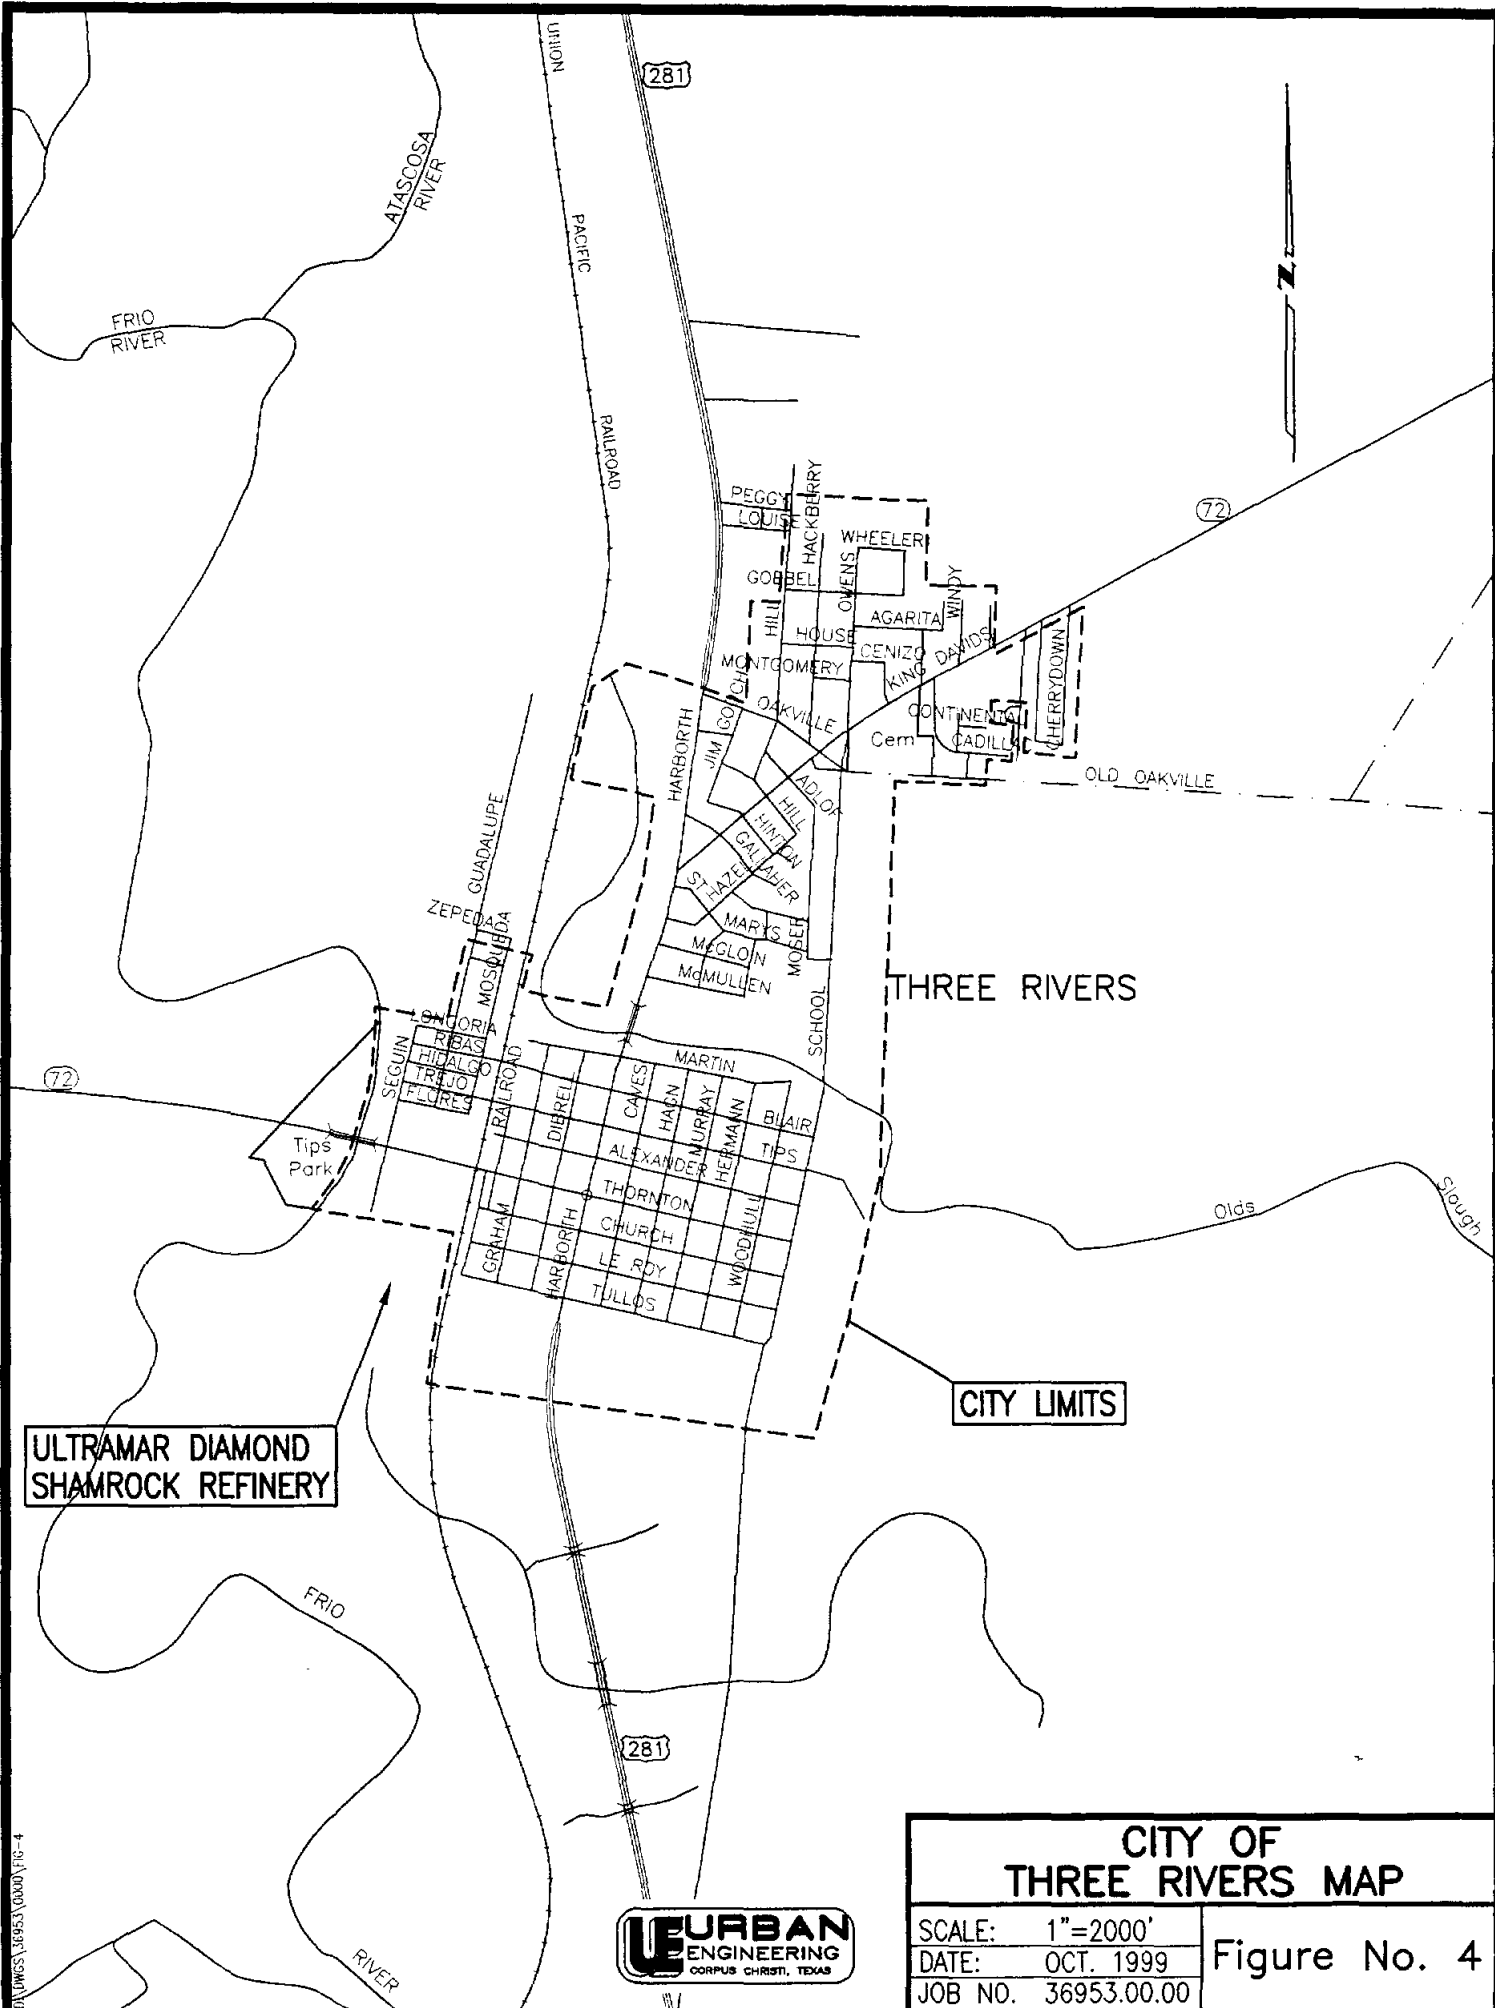 UNION
281
ATASCOSA
RIVER
PACIFIC
FRIO
RIVER
N
RAILROAD
72
PEGGY
LOUISE
HACKBERRY
WHEELER
GOBBEL
OWENS
WINDY
HILL
AGARITA
HOUSE
CENIZO
KING DAVIDS
MONTGOMERY
OAKVILLE
CONTINENTAL
CHERRYDOWN
HARBORTH
JIM
Cem
CADILLA
OLD OAKVILLE
ADLOF
HILL
HINTON
GALLAHER
GUADALUPE
HAZEL
ST
MARYS
ZEPEDA
MOSQUEDA
McGLOIN
MOSER
McMULLEN
THREE RIVERS
SCHOOL
LONGORIA
RIBAS
HIDALGO
TREJO
FLORES
SEGUIN
RAILROAD
MARTIN
72
DIBREL
CAVES
HAGN
MURRAY
HERMANN
BLAIR
TIPS
ALEXANDER
Tips
Park
THORNTON
CHURCH
LE ROY
TULLOS
GRAHAM
HARBORTH
WOODHULL
Olds
Slough
CITY LIMITS
ULTRAMAR DIAMOND
SHAMROCK REFINERY
FRIO
281
RIVER
UE URBAN
ENGINEERING
CORPUS CHRISTI, TEXAS
CITY OF
THREE RIVERS MAP
SCALE: 1"=2000'
DATE: OCT. 1999
JOB NO. 36953.00.00
Figure No. 4